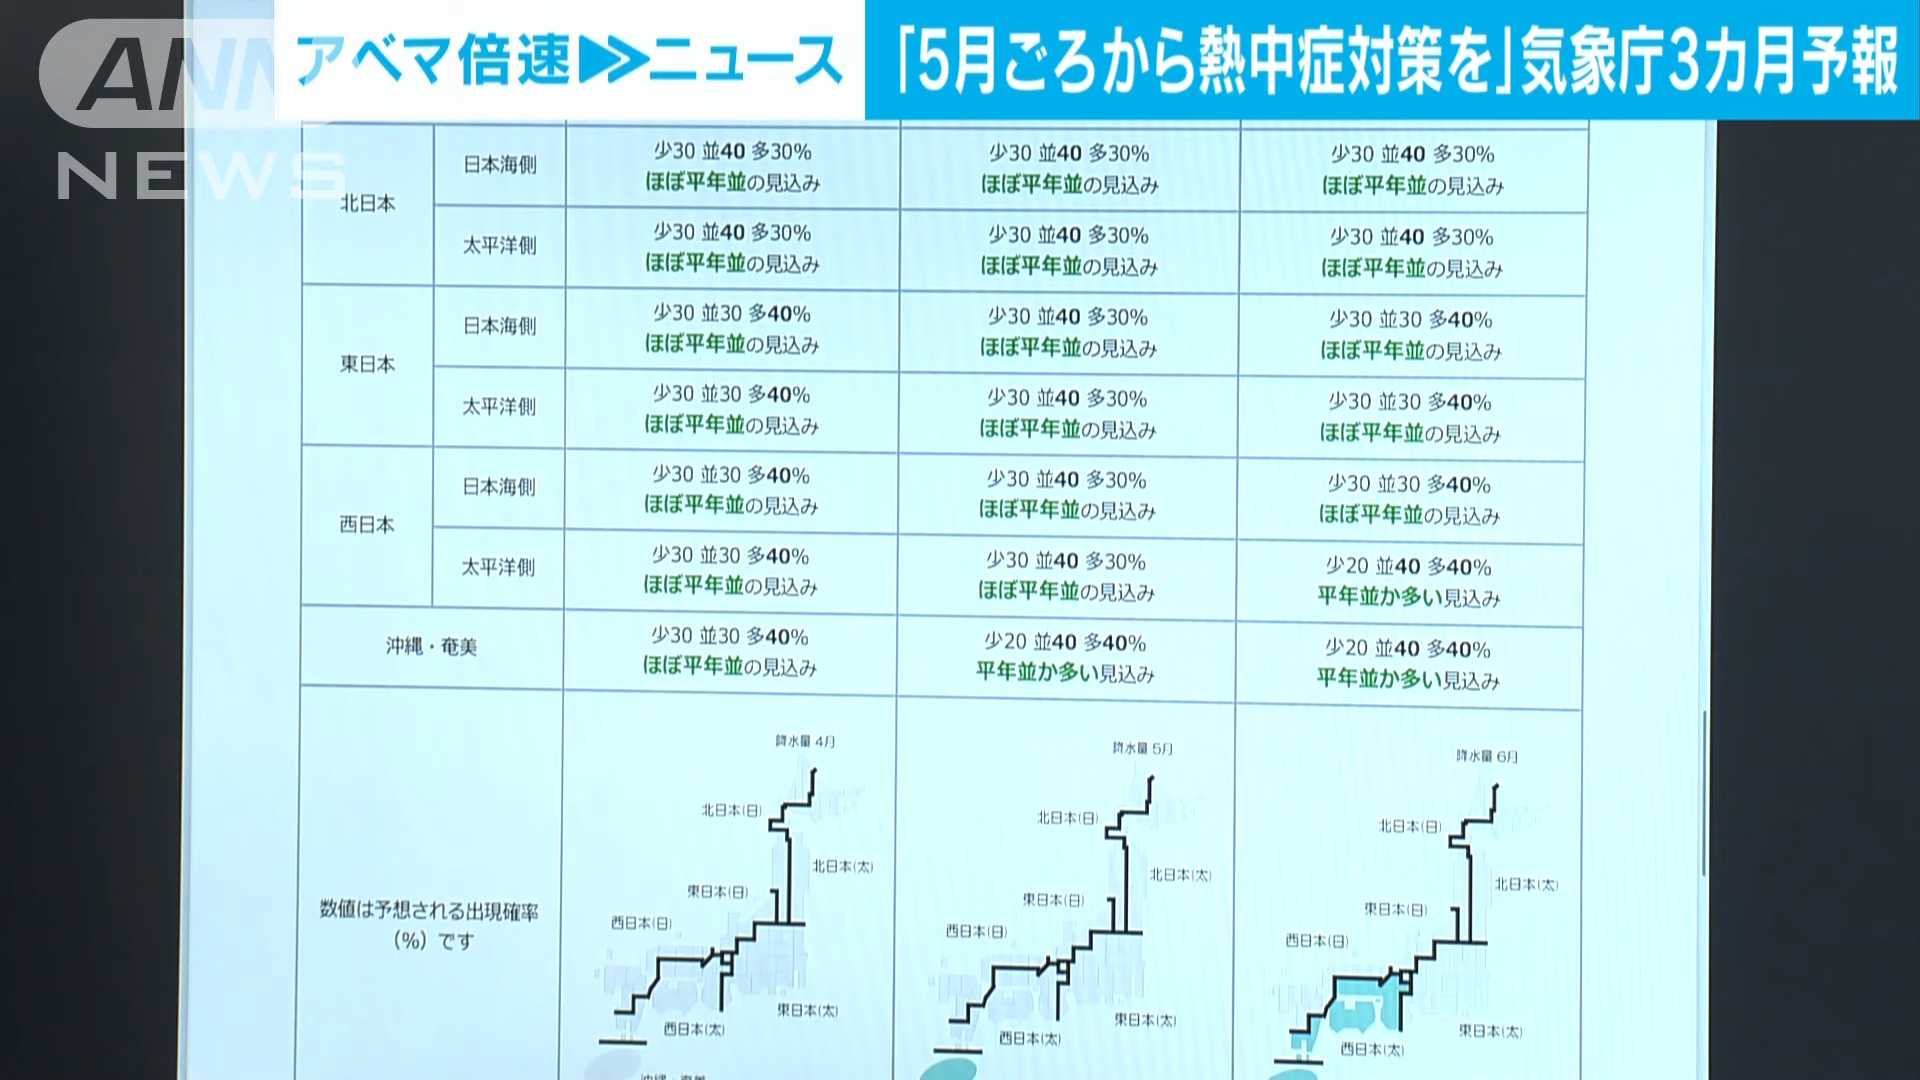 ANN NEWS
アベマ倍速▶≫ニュース
「5月ごろから熱中症対策を」気象庁3カ月予報
北日本
日本海側
少30 並40 多30%
ほぼ平年並の見込み
少30 並40 多30%
ほぼ平年並の見込み
少30 並40 多30%
ほぼ平年並の見込み
太平洋側
少30 並40 多30%
ほぼ平年並の見込み
少30 並40 多30%
ほぼ平年並の見込み
少30 並40 多30%
ほぼ平年並の見込み
東日本
日本海側
少30 並30 多40%
ほぼ平年並の見込み
少30 並40 多30%
ほぼ平年並の見込み
少30 並30 多40%
ほぼ平年並の見込み
太平洋側
少30 並30 多40%
ほぼ平年並の見込み
少30 並40 多30%
ほぼ平年並の見込み
少30 並30 多40%
ほぼ平年並の見込み
西日本
日本海側
少30 並30 多40%
ほぼ平年並の見込み
少30 並40 多30%
ほぼ平年並の見込み
少30 並30 多40%
ほぼ平年並の見込み
太平洋側
少30 並30 多40%
ほぼ平年並の見込み
少30 並40 多30%
ほぼ平年並の見込み
少20 並40 多40%
平年並か多い見込み
沖縄・奄美
少30 並30 多40%
ほぼ平年並の見込み
少20 並40 多40%
平年並か多い見込み
少20 並40 多40%
平年並か多い見込み
数値は予想される出現確率
（%）です
降水量 4月
北日本(日)
北日本(太)
東日本(日)
西日本(日)
東日本(太)
西日本(太)
沖縄・奄美
降水量 5月
北日本(日)
北日本(太)
東日本(日)
西日本(日)
東日本(太)
西日本(太)
降水量 6月
北日本(日)
北日本(太)
東日本(日)
西日本(日)
東日本(太)
西日本(太)